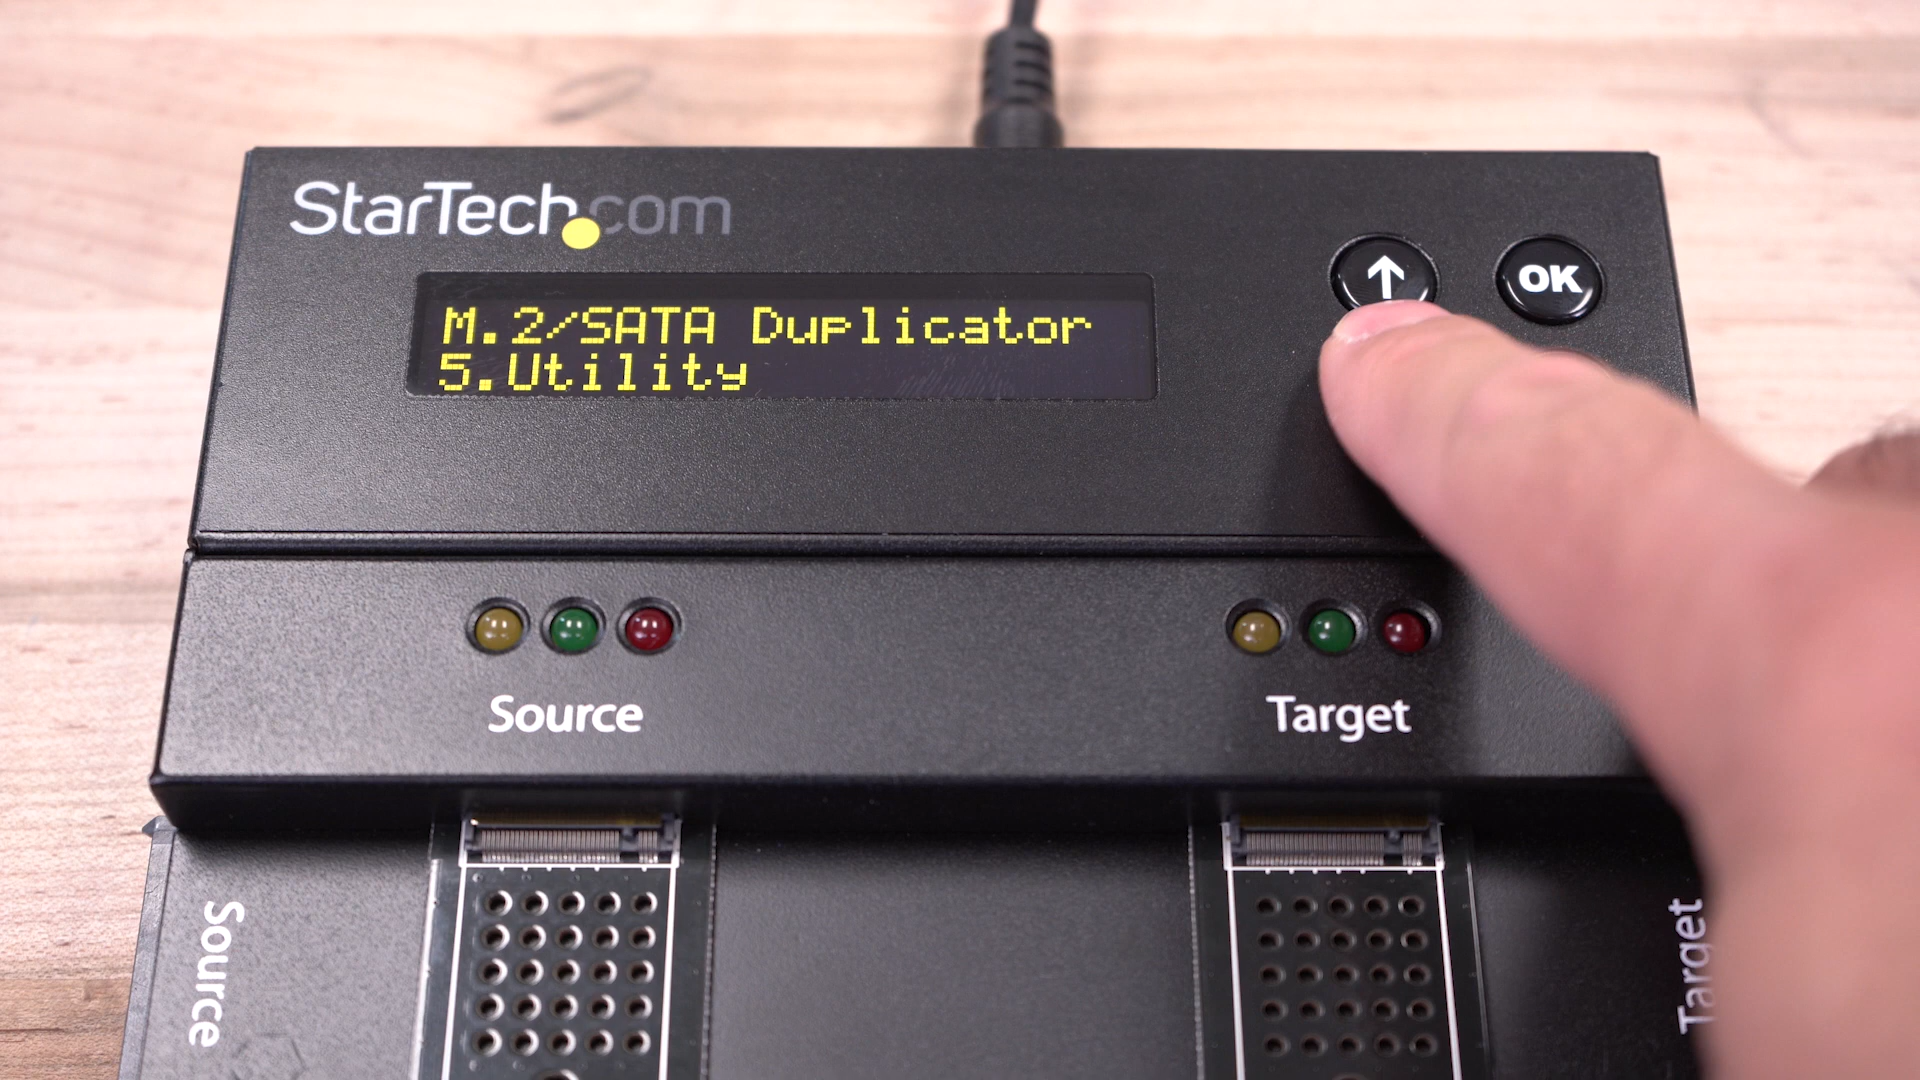 StarTech.com
M.2/SATA Duplicator
5.Utility
OK
Source
Target
Source
Target